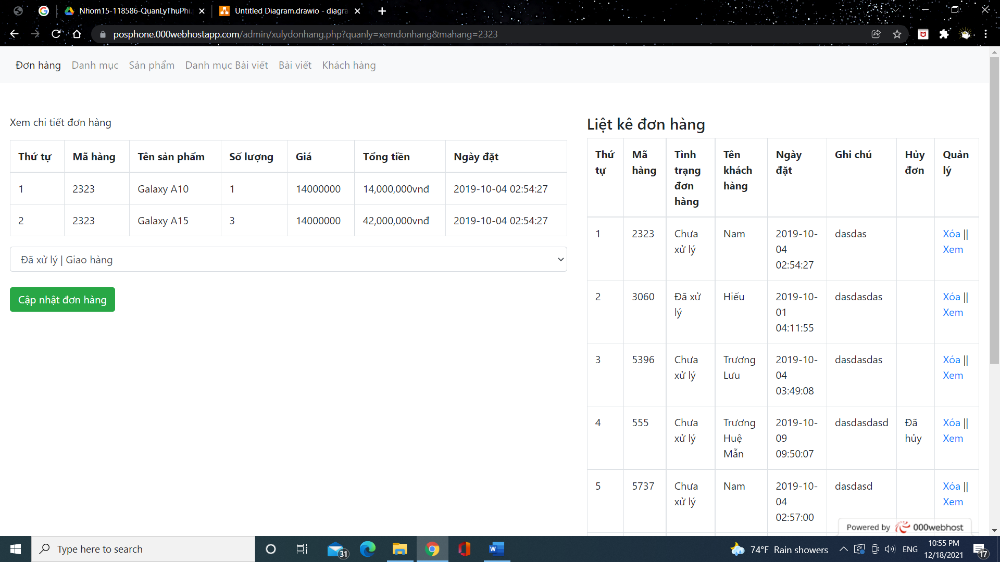 Nhom15-118586-QuanLyThuPhi.
Untitled Diagram.drawio - diagra
posphone.000webhostapp.com/admin/xulydonhang.php?quanly=xemdonhang&mahang=2323
Đơn hàng Danh mục Sản phẩm Danh mục Bài viết Bài viết Khách hàng
Xem chi tiết đơn hàng
Thứ tự Mã hàng Tên sản phẩm Số lượng Giá Tổng tiền Ngày đặt
1 2323 Galaxy A10 1 14000000 14,000,000vnđ 2019-10-04 02:54:27
2 2323 Galaxy A15 3 14000000 42,000,000vnđ 2019-10-04 02:54:27
Đã xử lý | Giao hàng
Cập nhật đơn hàng
Liệt kê đơn hàng
Thứ Mã Tình Tên Ngày Ghi chú Hủy Quản
tự hàng trạng khách đặt đơn lý
đơn hàng
hàng
1 2323 Chưa Nam 2019-10- dasdas Xóa ||
xử lý 04 Xem
02:54:27
2 3060 Đã xử Hiếu 2019-10- dasdasdas Xóa ||
lý 01 Xem
04:11:55
3 5396 Chưa Trương 2019-10- dasdasdas Xóa ||
xử lý Lưu 04 Xem
03:49:08
4 555 Chưa Trương 2019-10- dasdasdasd Đã Xóa ||
xử lý Huệ 09 hủy Xem
Mẫn 09:50:07
5 5737 Chưa Nam 2019-10- dasdasd Xóa ||
xử lý 04 Xem
02:57:00
Powered by 000webhost
Type here to search
31
74°F Rain showers
ENG
10:55 PM
12/18/2021
17